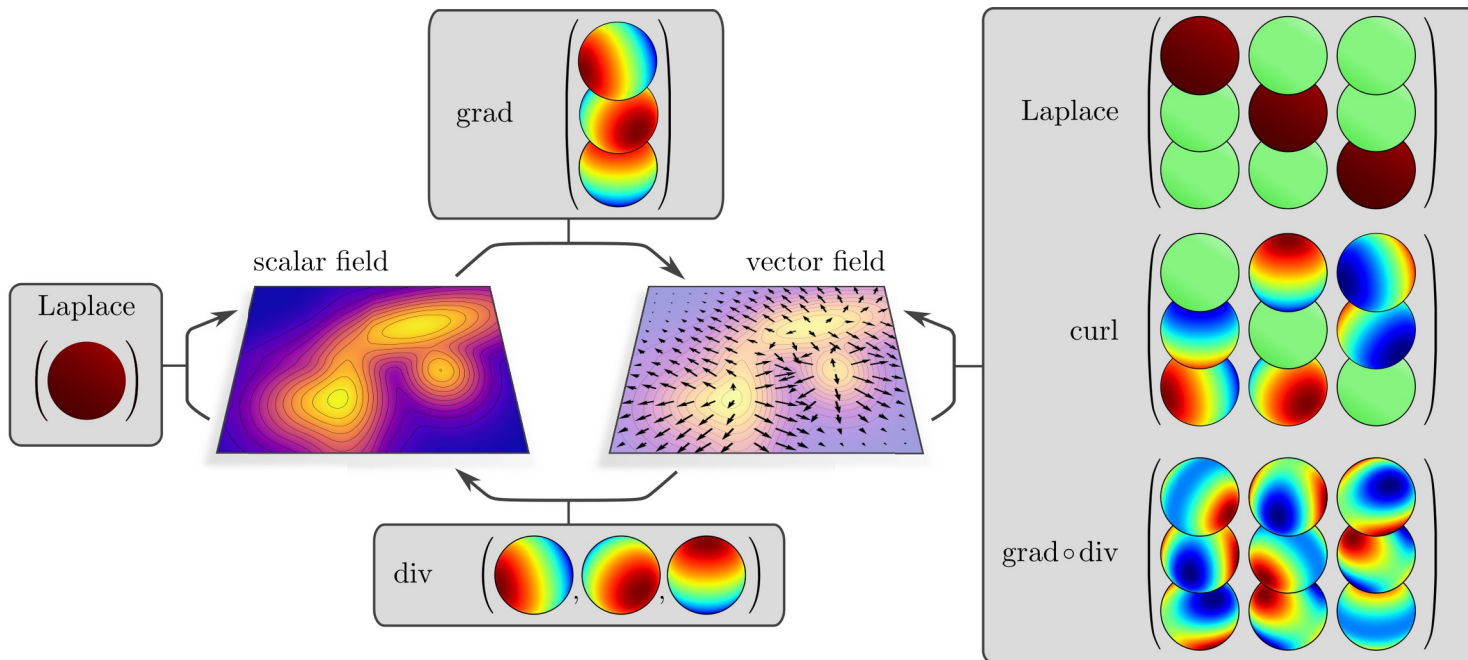 grad
scalar field
vector field
Laplace
div
Laplace
curl
grad∘div